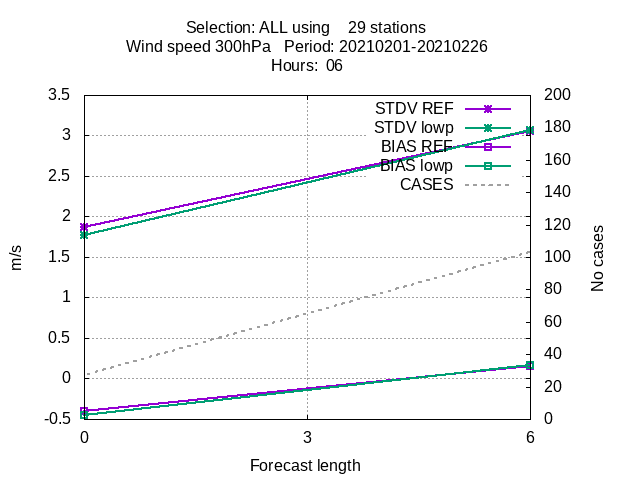 Selection: ALL using 29 stations
Wind speed 300hPa Period: 20210201-20210226
Hours: 06
STDV REF
STDV lowp
BIAS REF
BIAS lowp
CASES
3.5
3
2.5
2
1.5
1
0.5
0
-0.5
m/s
200
180
160
140
120
100
80
60
40
20
0
No cases
0 3 6
Forecast length